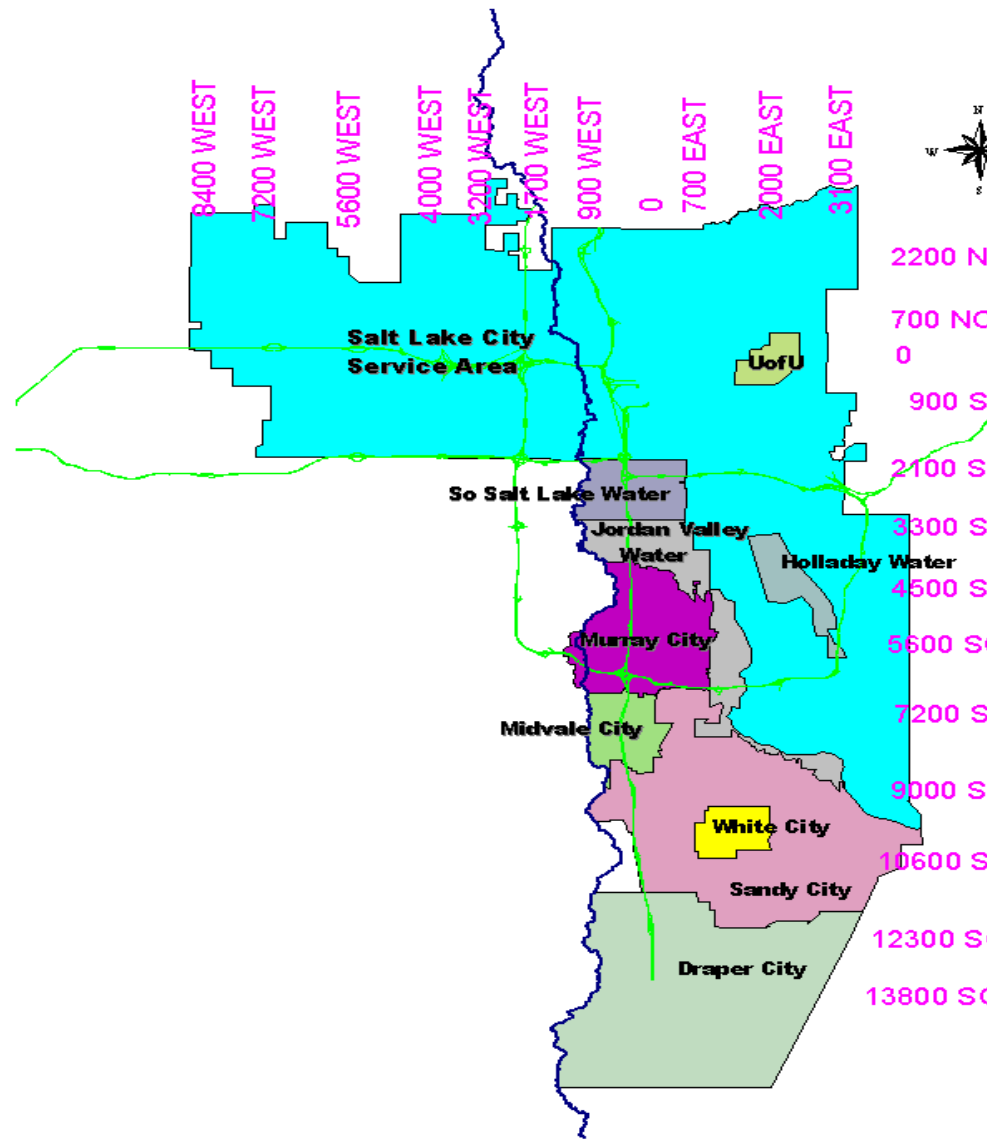 8400 WEST
7200 WEST
5600 WEST
4000 WEST
3200 WEST
1700 WEST
900 WEST
0
700 EAST
2000 EAST
3100 EAST
N
W
S
2200 N
700 NO
0
900 S
2100 S
3300 S
4500 S
5600 SO
7200 S
9000 S
10600 S
12300 SO
13800 SO
Salt Lake City
Service Area
UofU
So Salt Lake Water
Jordan Valley
Water
Holladay Water
Murray City
Midvale City
White City
Sandy City
Draper City